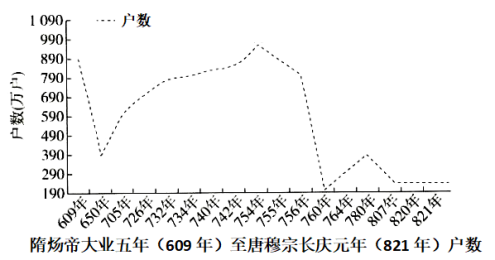 1 090
990
890
790
690
590
490
390
290
190
户数(万户)
户数
609年
650年
705年
726年
732年
734年
740年
742年
754年
755年
756年
760年
764年
780年
807年
820年
821年
隋炀帝大业五年（609 年）至唐穆宗长庆元年（821 年）户数